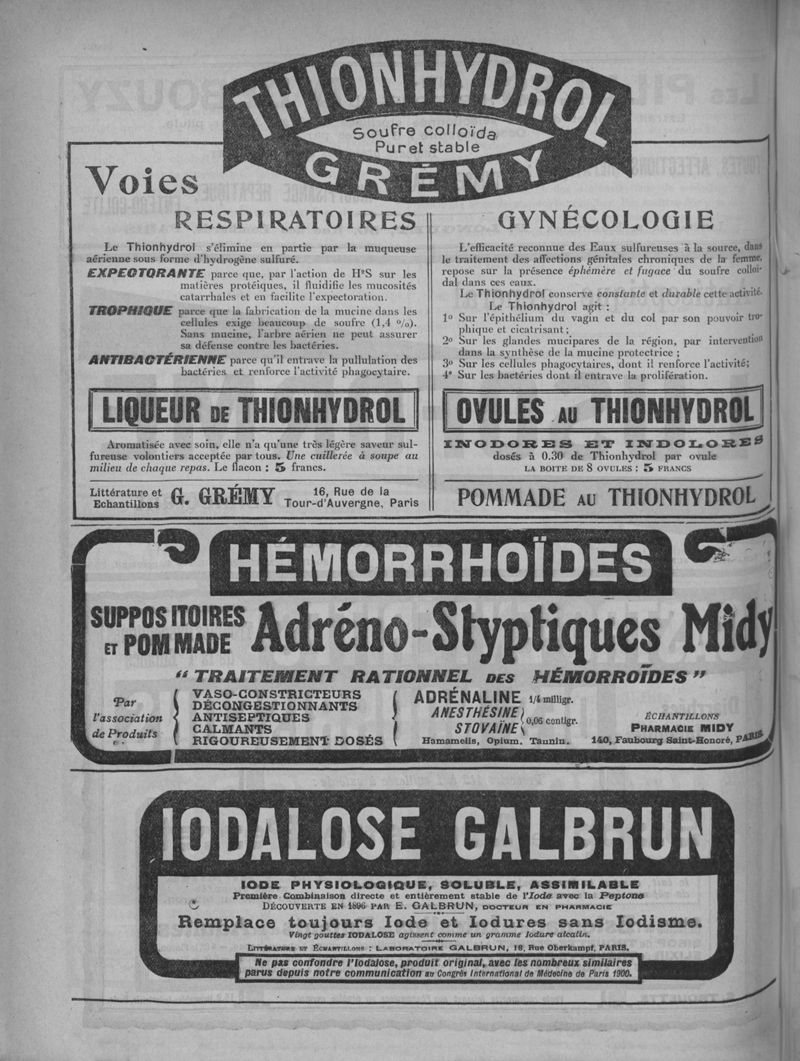 THIONHYDROL
Soufre colloïda
Pur et stable
GRÉMY
Voies
RESPIRATOIRES
Le Thionhydrol s'élimine en partie par la muqueuse
aérienne sous forme d'hydrogène sulfuré.
EXPECTORANTE parce que, par l'action de H²S sur les
matières protéiques, il fluidifie les mucosités
catarrhales et en facilite l'expectoration.
TROPHIQUE parce que la fabrication de la mucine dans les
cellules exige beaucoup de soufre (1,4 %).
Sans mucine, l'arbre aérien ne peut assurer
sa défense contre les bactéries.
ANTIBACTÉRIENNE parce qu'il entrave la pullulation des
bactéries et renforce l'activité phagocytaire.
LIQUEUR DE THIONHYDROL
Aromatisée avec soin, elle n'a qu'une très légère saveur sul-
fureuse volontiers acceptée par tous. Une cuillerée à soupe au
milieu de chaque repas. Le flacon : 5 francs.
Littérature et
Echantillons
G. GRÉMY
16, Rue de la
Tour-d'Auvergne, Paris
GYNÉCOLOGIE
L'efficacité reconnue des Eaux sulfureuses à la source, dans
le traitement des affections génitales chroniques de la femme,
repose sur la présence éphémère et fugace du soufre colloï-
dal dans ces eaux.
Le Thionhydrol conserve constante et durable cette activité.
Le Thionhydrol agit :
1º Sur l'épithélium du vagin et du col par son pouvoir tro-
phique et cicatrisant ;
2º Sur les glandes mucipares de la région, par intervention
dans la synthèse de la mucine protectrice ;
3º Sur les cellules phagocytaires, dont il renforce l'activité;
4º Sur les bactéries dont il entrave la prolifération.
OVULES AU THIONHYDROL
INODORES ET INDOLORES
dosés à 0.30 de Thionhydrol par ovule
LA BOITE DE 8 OVULES : 5 FRANCS
POMMADE AU THIONHYDROL
HÉMORRHOÏDES
SUPPOSITOIRES
ET POMMADE
Adréno-Styptiques Midy
"TRAITEMENT RATIONNEL DES HÉMORROÏDES"
Par
l'association
de Produits
VASO-CONSTRICTEURS
DÉCONGESTIONNANTS
ANTISEPTIQUES
CALMANTS
RIGOUREUSEMENT DOSÉS
ADRÉNALINE 1/4 milligr.
ANESTHÉSINE
STOVAÏNE
0,06 centigr.
Hamamelis, Opium, Tannin.
ÉCHANTILLONS
PHARMACIE MIDY
140, Faubourg Saint-Honoré, PARIS
IODALOSE GALBRUN
IODE PHYSIOLOGIQUE, SOLUBLE, ASSIMILABLE
Première Combinaison directe et entièrement stable de l'Iode avec la Peptone
DÉCOUVERTE EN 1896 PAR E. GALBRUN, DOCTEUR EN PHARMACIE
Remplace toujours Iode et Iodures sans Iodisme.
Vingt gouttes IODALOSE agissent comme un gramme Iodure alcalin.
LITTÉRATURE ET ÉCHANTILLONS : LABORATOIRE GALBRUN, 18, Rue Oberkampf, PARIS.
Ne pas confondre l'Iodalose, produit original, avec les nombreux similaires
parus depuis notre communication au Congrès International de Médecine de Paris 1900.